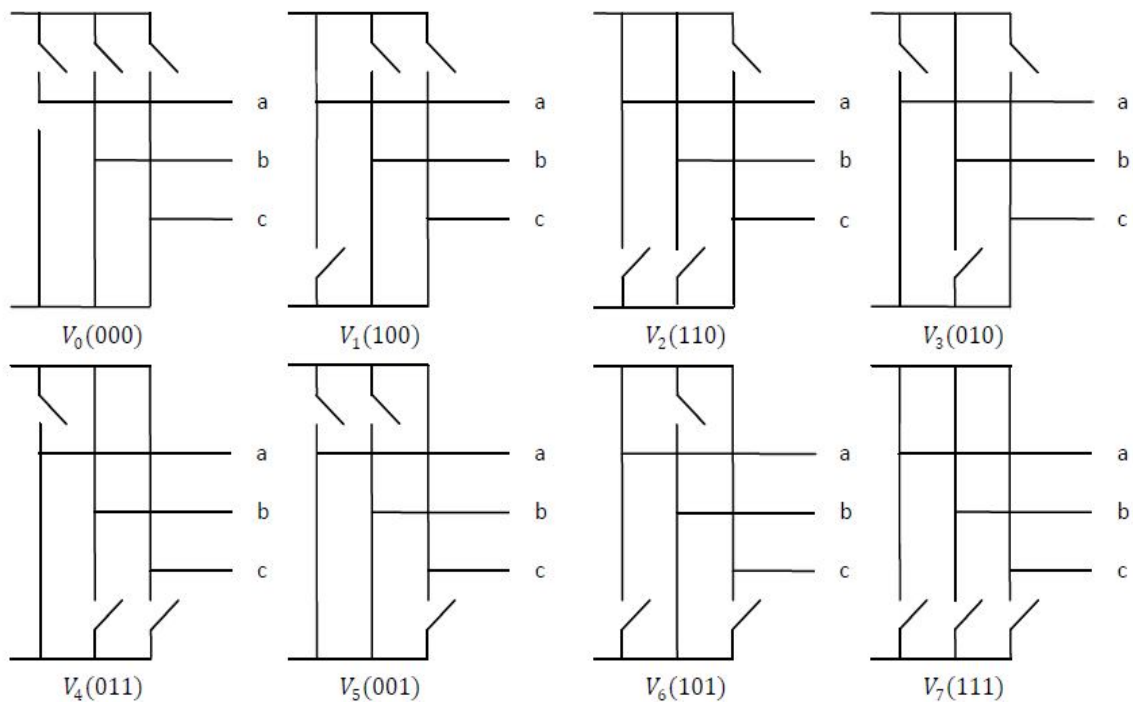 a a a a
b b b b
c c c c
V₀(000) V₁(100) V₂(110) V₃(010)
a a a a
b b b b
c c c c
V₄(011) V₅(001) V₆(101) V₇(111)